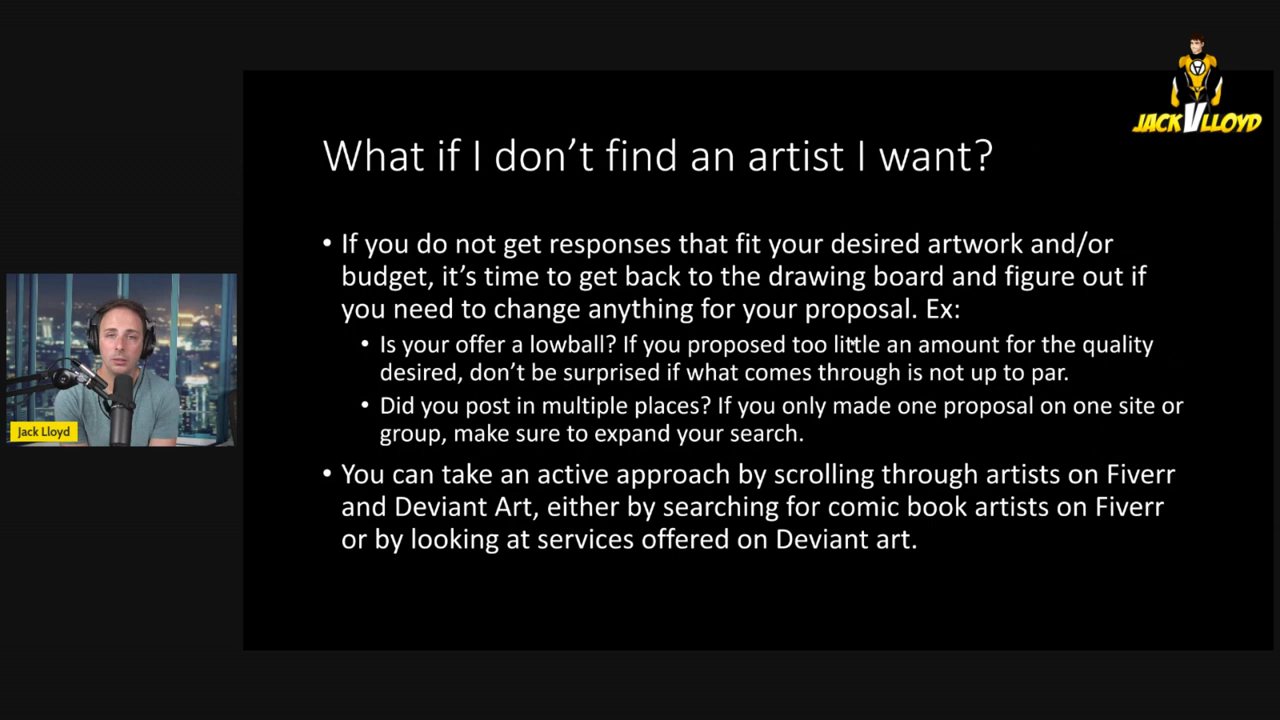 JACK V LLOYD
What if I don't find an artist I want?
• If you do not get responses that fit your desired artwork and/or
budget, it's time to get back to the drawing board and figure out if
you need to change anything for your proposal. Ex:
• Is your offer a lowball? If you proposed too little an amount for the quality
desired, don't be surprised if what comes through is not up to par.
• Did you post in multiple places? If you only made one proposal on one site or
group, make sure to expand your search.
• You can take an active approach by scrolling through artists on Fiverr
and Deviant Art, either by searching for comic book artists on Fiverr
or by looking at services offered on Deviant art.
Jack Lloyd